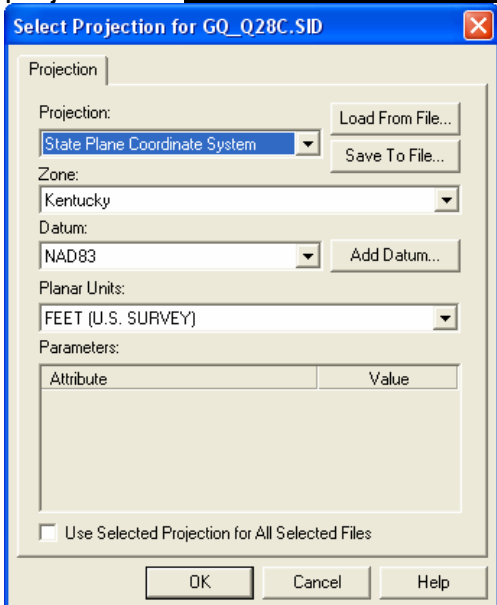 Select Projection for GQ_Q28C.SID
Projection
Projection:
Load From File...
State Plane Coordinate System
Save To File...
Zone:
Kentucky
Datum:
NAD83
Add Datum...
Planar Units:
FEET (U.S. SURVEY)
Parameters:
Attribute Value
Use Selected Projection for All Selected Files
OK Cancel Help